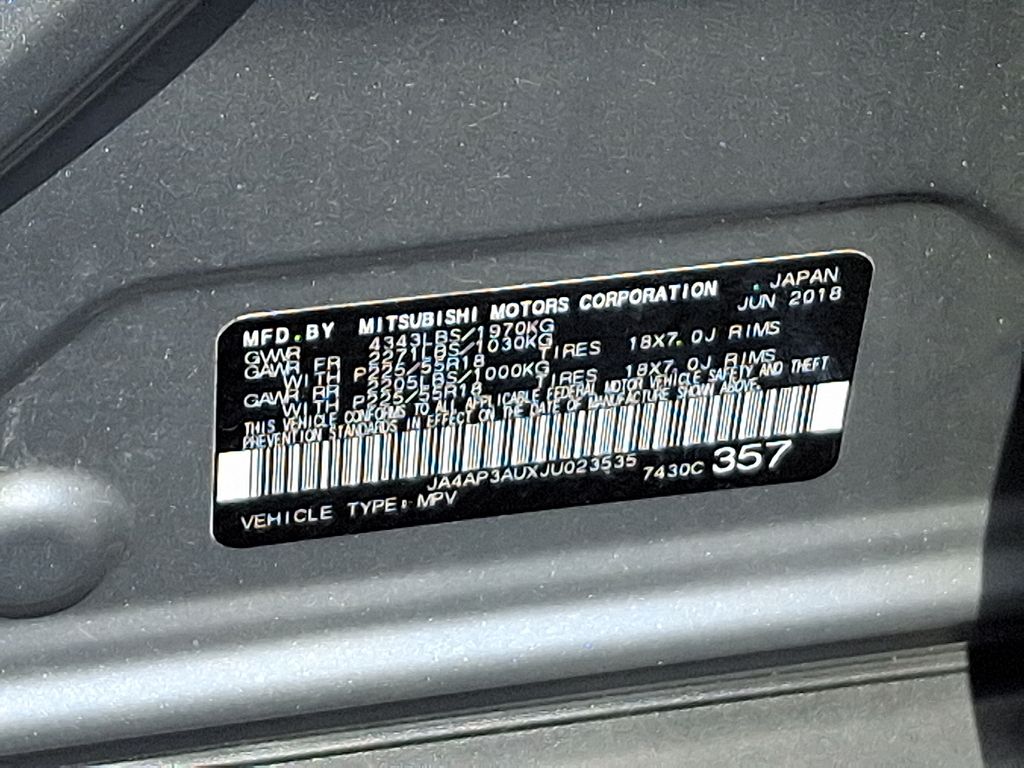 MFD.BY MITSUBISHI MOTORS CORPORATION . JAPAN
GVWR 4343LBS/1970KG JUN 2018
GAWR FR 2271LBS/1030KG
WITH P225/55R18 TIRES 18X7.0J RIMS
GAWR RR 2205LBS/1000KG
WITH P225/55R18 TIRES 18X7.0J RIMS
THIS VEHICLE CONFORMS TO ALL APPLICABLE FEDERAL MOTOR VEHICLE SAFETY AND THEFT
PREVENTION STANDARDS IN EFFECT ON THE DATE OF MANUFACTURE SHOWN ABOVE.
JA4AP3AUXJU023535 7430C 357
VEHICLE TYPE: MPV